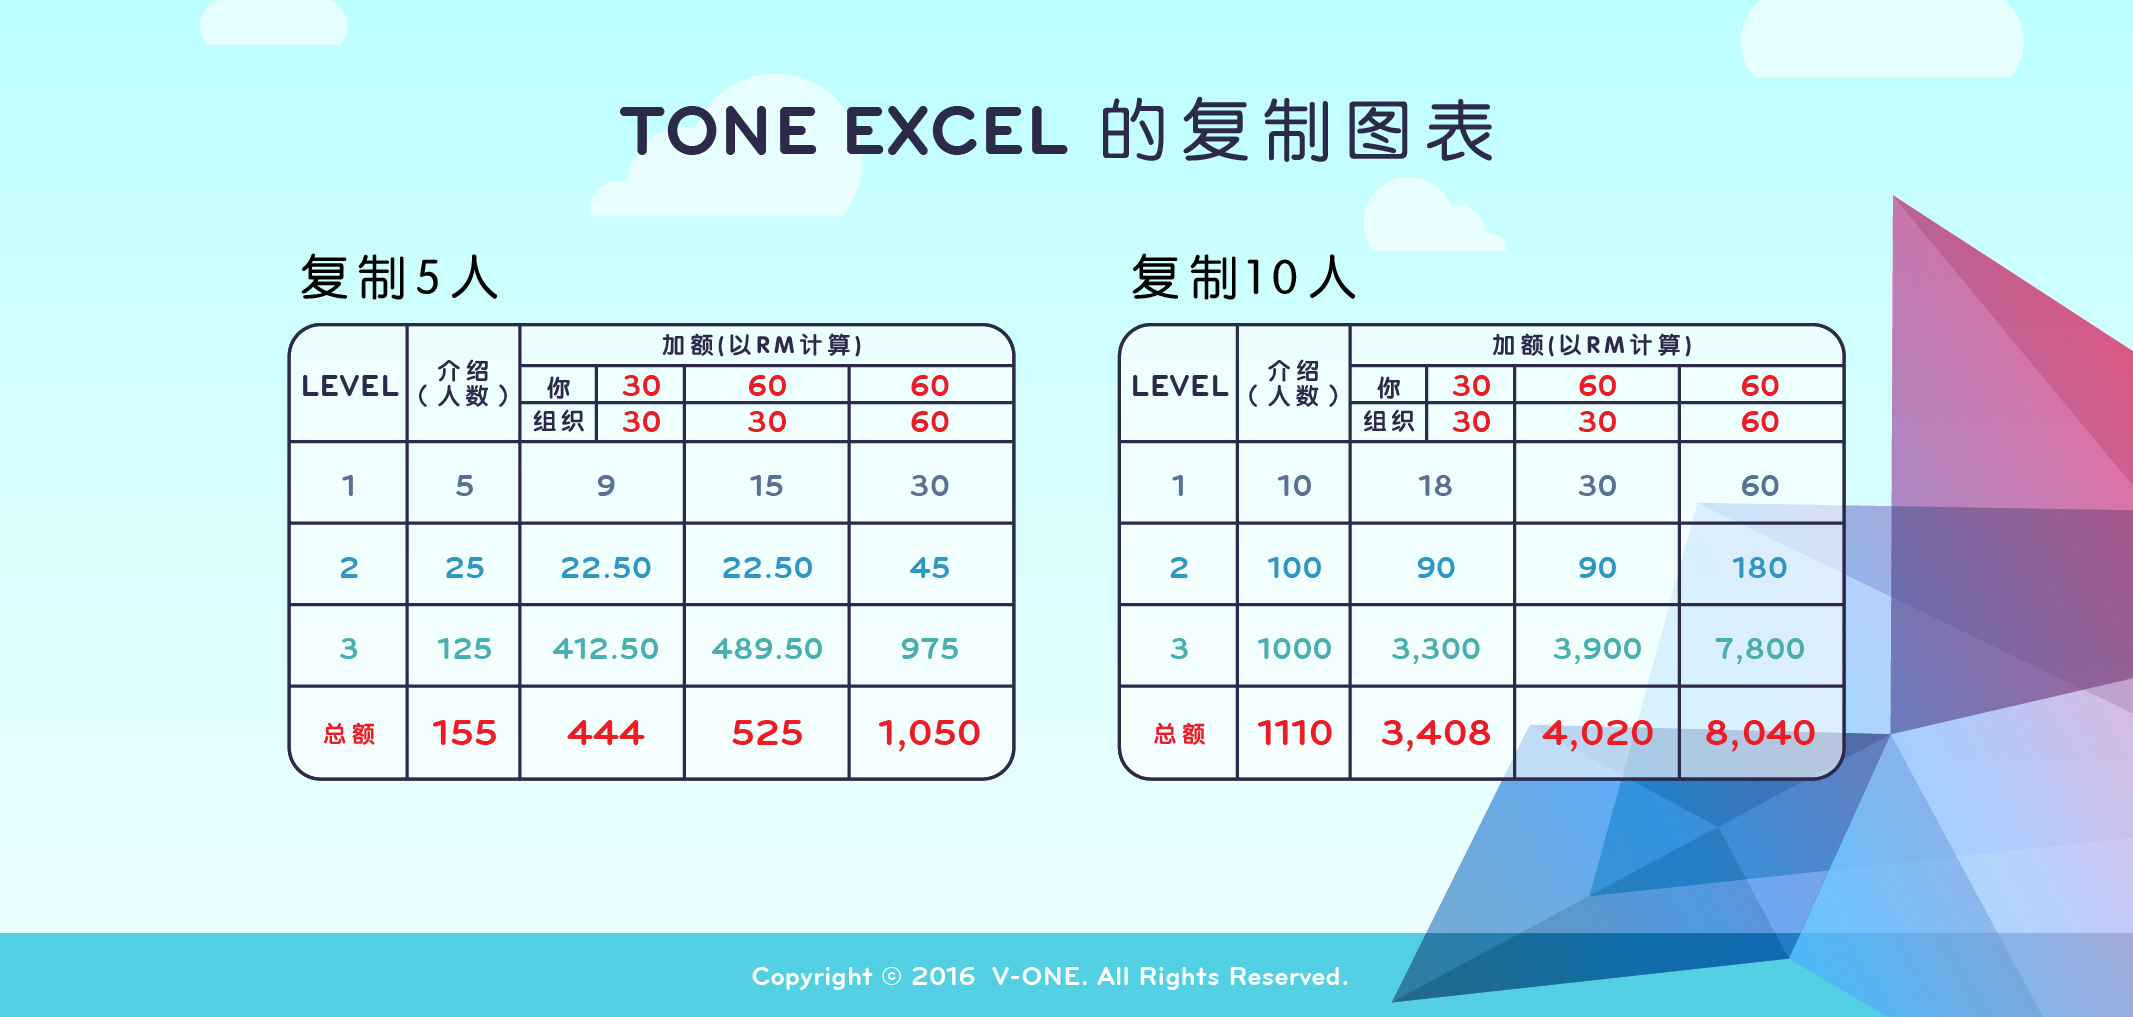 TONE EXCEL 的复制图表
复制5人
LEVEL 介绍（人数） 加额(以RM计算)
你 30 60 60
组织 30 30 60
1 5 9 15 30
2 25 22.50 22.50 45
3 125 412.50 489.50 975
总额 155 444 525 1,050
复制10人
LEVEL 介绍（人数） 加额(以RM计算)
你 30 60 60
组织 30 30 60
1 10 18 30 60
2 100 90 90 180
3 1000 3,300 3,900 7,800
总额 1110 3,408 4,020 8,040
Copyright © 2016 V-ONE. All Rights Reserved.